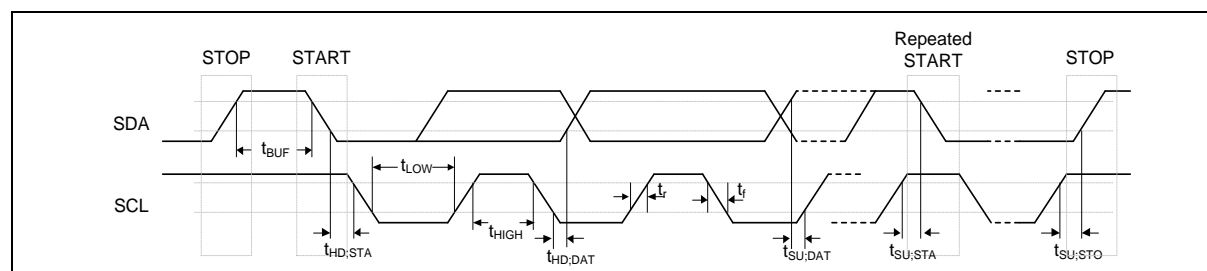 STOP
START
Repeated
START
STOP
SDA
tBUF
tLOW
SCL
tr
tf
tHD;STA
tHIGH
tHD;DAT
tSU;DAT
tSU;STA
tSU;STO